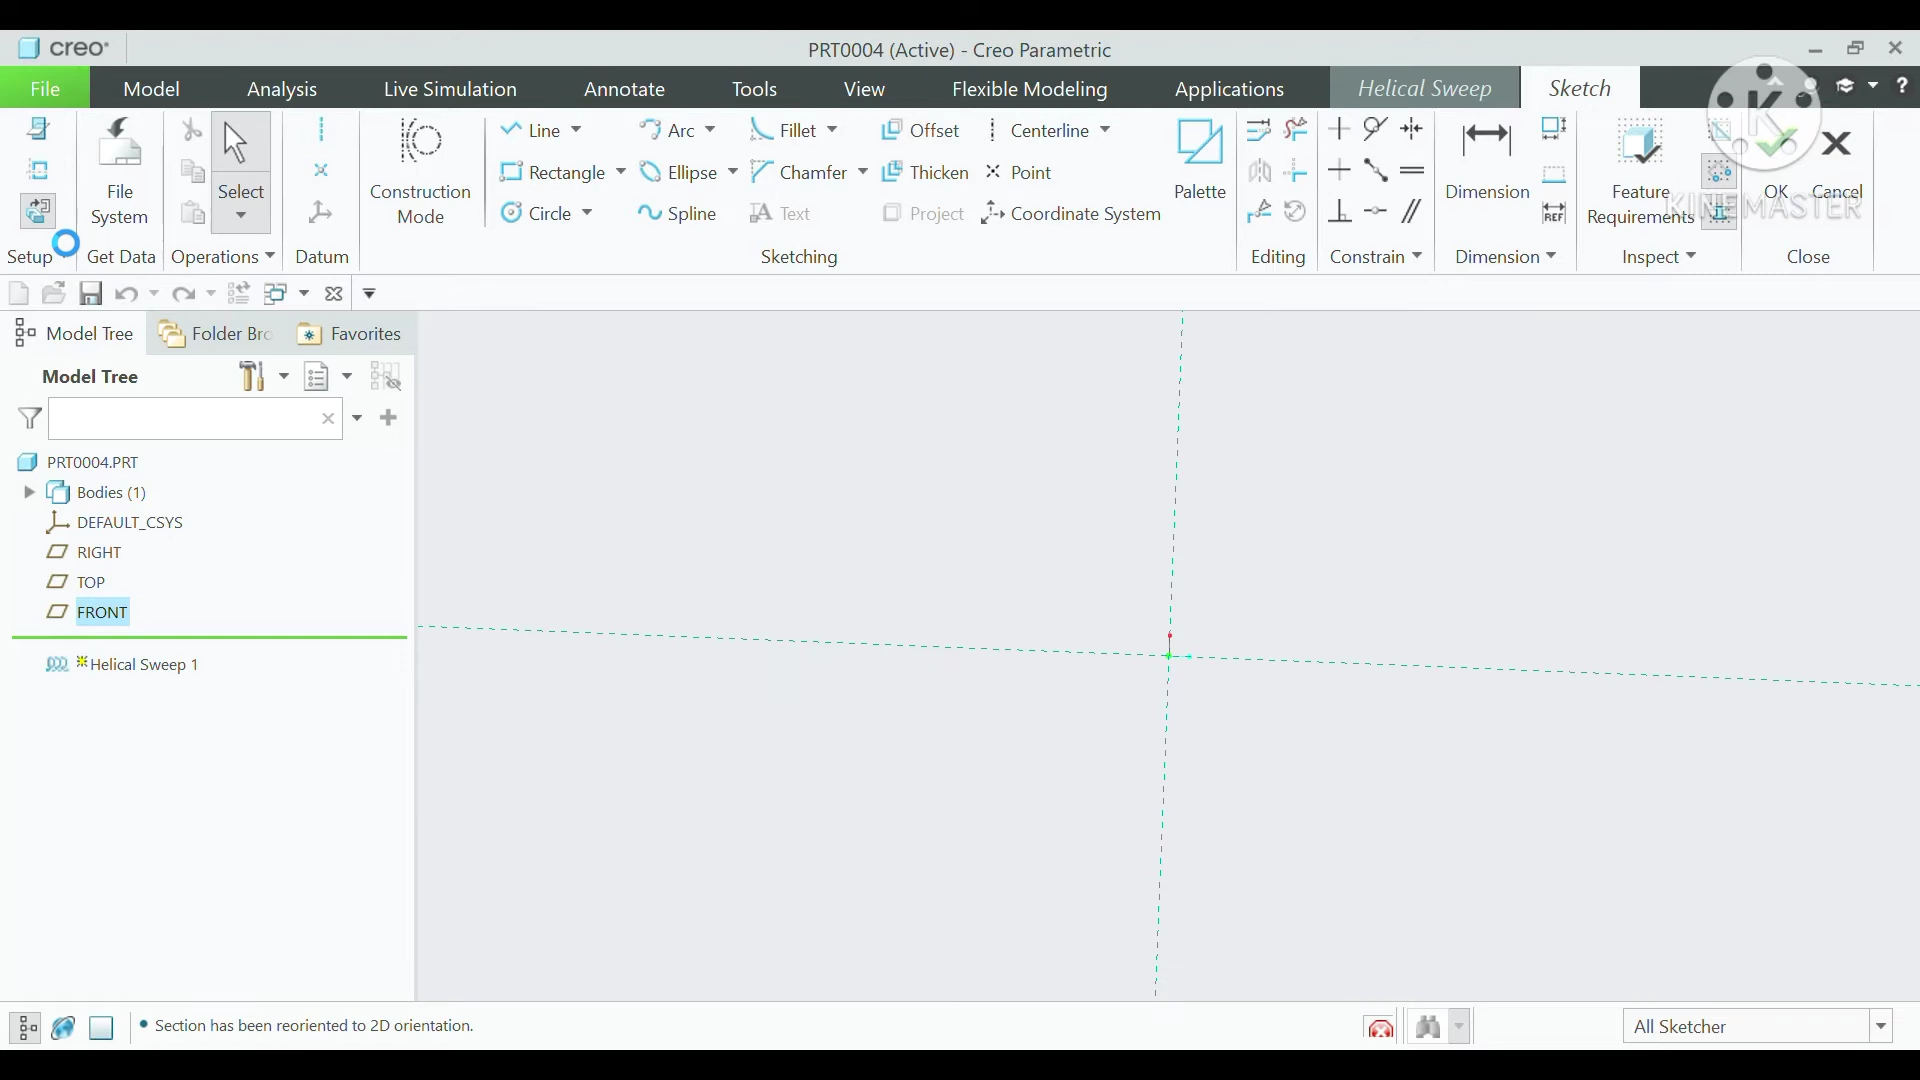 creo
PRT0004 (Active) - Creo Parametric
File
Model
Analysis
Live Simulation
Annotate
Tools
View
Flexible Modeling
Applications
Helical Sweep
Sketch
Line
Arc
Fillet
Offset
Centerline
File System
Select
Construction Mode
Rectangle
Ellipse
Chamfer
Thicken
Point
Palette
Circle
Spline
Text
Project
Coordinate System
Dimension
REF
Feature Requirements
OK
Cancel
KINEMASTER
Setup
Get Data
Operations
Datum
Sketching
Editing
Constrain
Dimension
Inspect
Close
Model Tree
Folder Bro
Favorites
Model Tree
PRT0004.PRT
Bodies (1)
DEFAULT_CSYS
RIGHT
TOP
FRONT
Helical Sweep 1
Section has been reoriented to 2D orientation.
All Sketcher